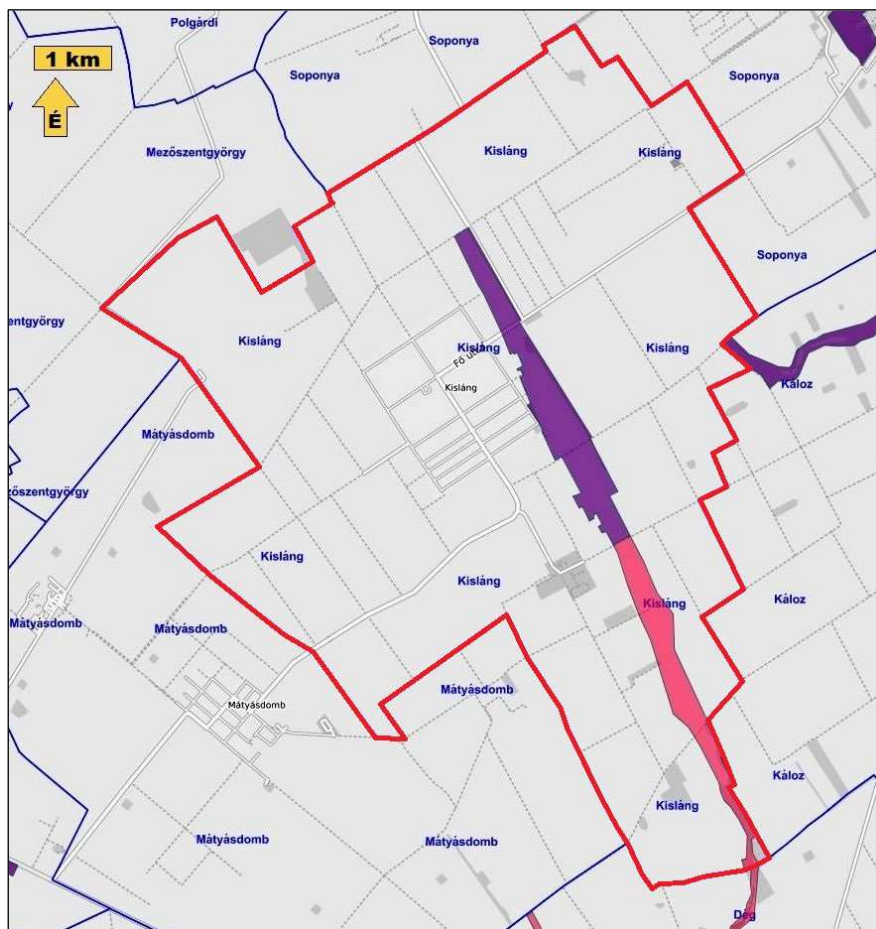 Polgárdi
Soponya
1 km
Soponya
Soponya
É
Mezőszentgyörgy
Kisláng
Kisláng
Soponya
entgyörgy
Kisláng
Kisláng
Kisláng
Fő u
Káloz
Kisláng
Mátyásdomb
zőszentgyörgy
Kisláng
Kisláng
Káloz
Kisláng
Mátyásdomb
Mátyásdomb
Mátyásdomb
Mátyásdomb
Káloz
Kisláng
Mátyásdomb
Mátyásdomb
Dég